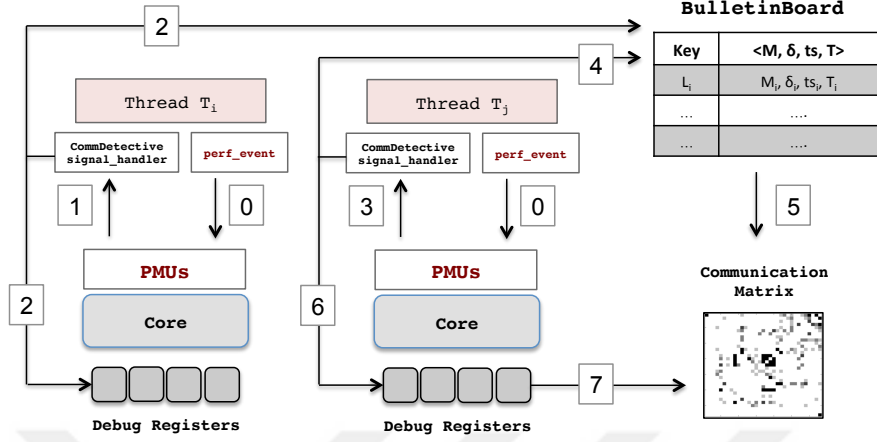 BulletinBoard
2
4
Key <M, δ, ts, T>
Lᵢ Mᵢ, δᵢ, tsᵢ, Tᵢ
... ....
... ....
Thread Tᵢ
Thread Tⱼ
CommDetective
signal_handler
perf_event
CommDetective
signal_handler
perf_event
1
0
3
0
5
PMUs
PMUs
Communication
Matrix
2
6
Core
Core
7
Debug Registers
Debug Registers